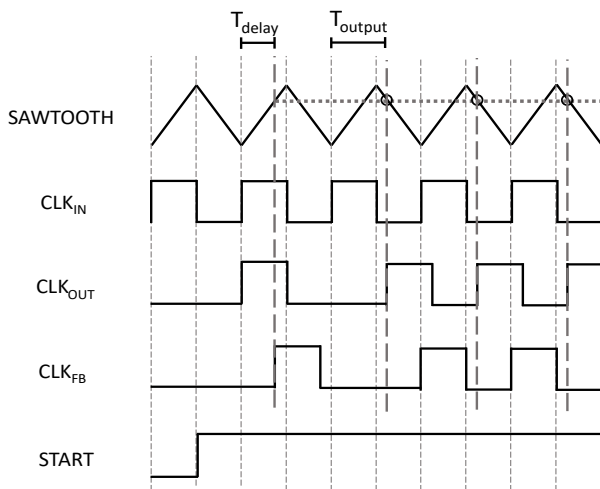 T_delay T_output
SAWTOOTH
CLK_IN
CLK_OUT
CLK_FB
START